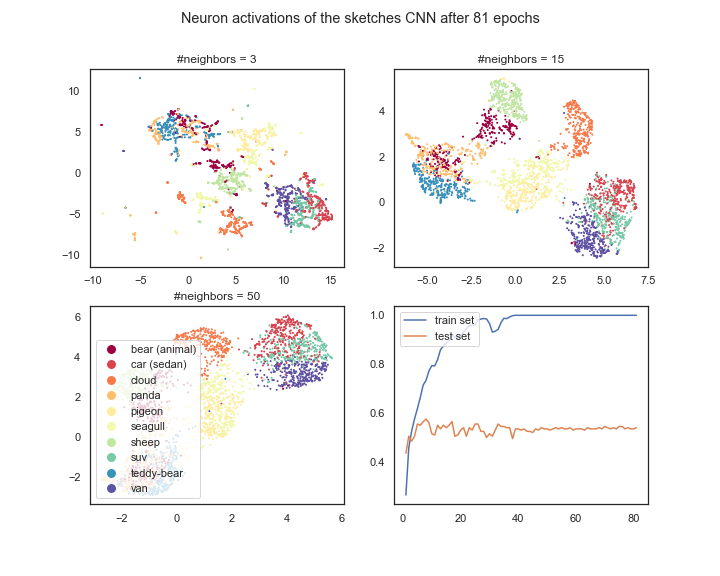 Neuron activations of the sketches CNN after 81 epochs
#neighbors = 3
10
5
0
−5
−10
−10
−5
0
5
10
15
#neighbors = 15
4
2
0
−2
−5.0
−2.5
0.0
2.5
5.0
7.5
#neighbors = 50
6
4
2
0
−2
−2
0
2
4
6
bear (animal)
car (sedan)
cloud
panda
pigeon
seagull
sheep
suv
teddy-bear
van
1.0
0.8
0.6
0.4
0
20
40
60
80
train set
test set